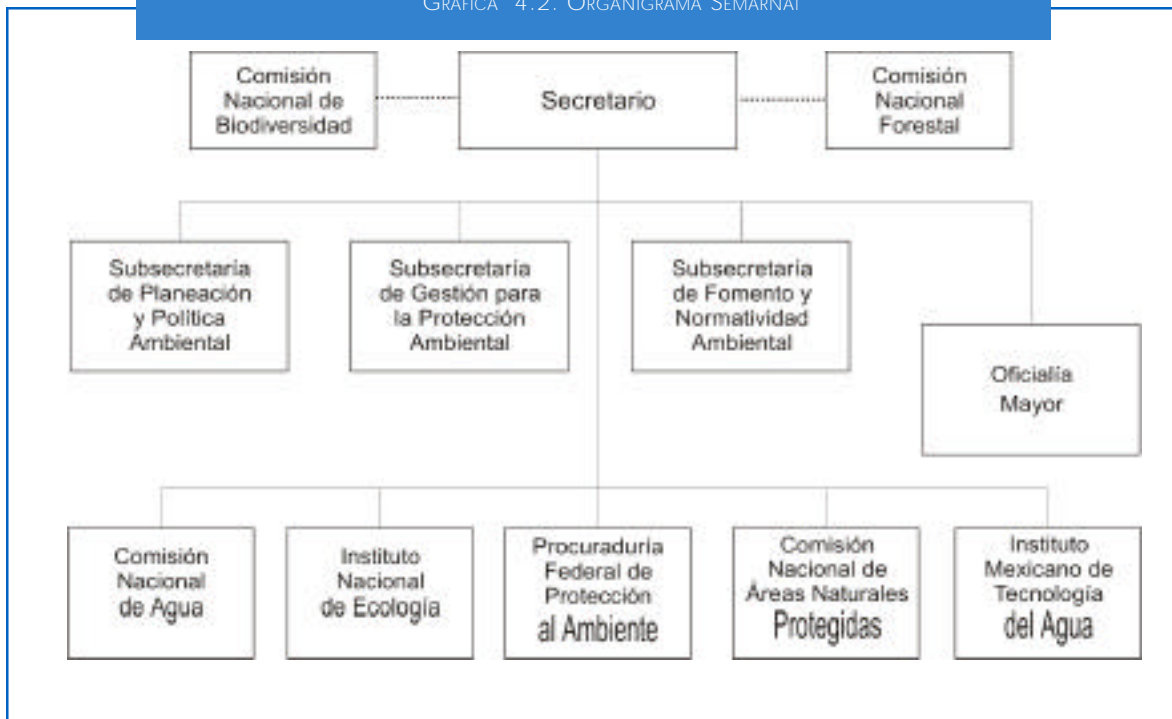 GRÁFICA 4.2. ORGANIGRAMA SEMARNAT
Comisión
Nacional de
Biodiversidad
Secretario
Comisión
Nacional
Forestal
Subsecretaría
de Planeación
y Política
Ambiental
Subsecretaría
de Gestión para
la Protección
Ambiental
Subsecretaría
de Fomento y
Normatividad
Ambiental
Oficialía
Mayor
Comisión
Nacional
de Agua
Instituto
Nacional
de Ecología
Procuraduría
Federal de
Protección
al Ambiente
Comisión
Nacional de
Áreas Naturales
Protegidas
Instituto
Mexicano de
Tecnología
del Agua